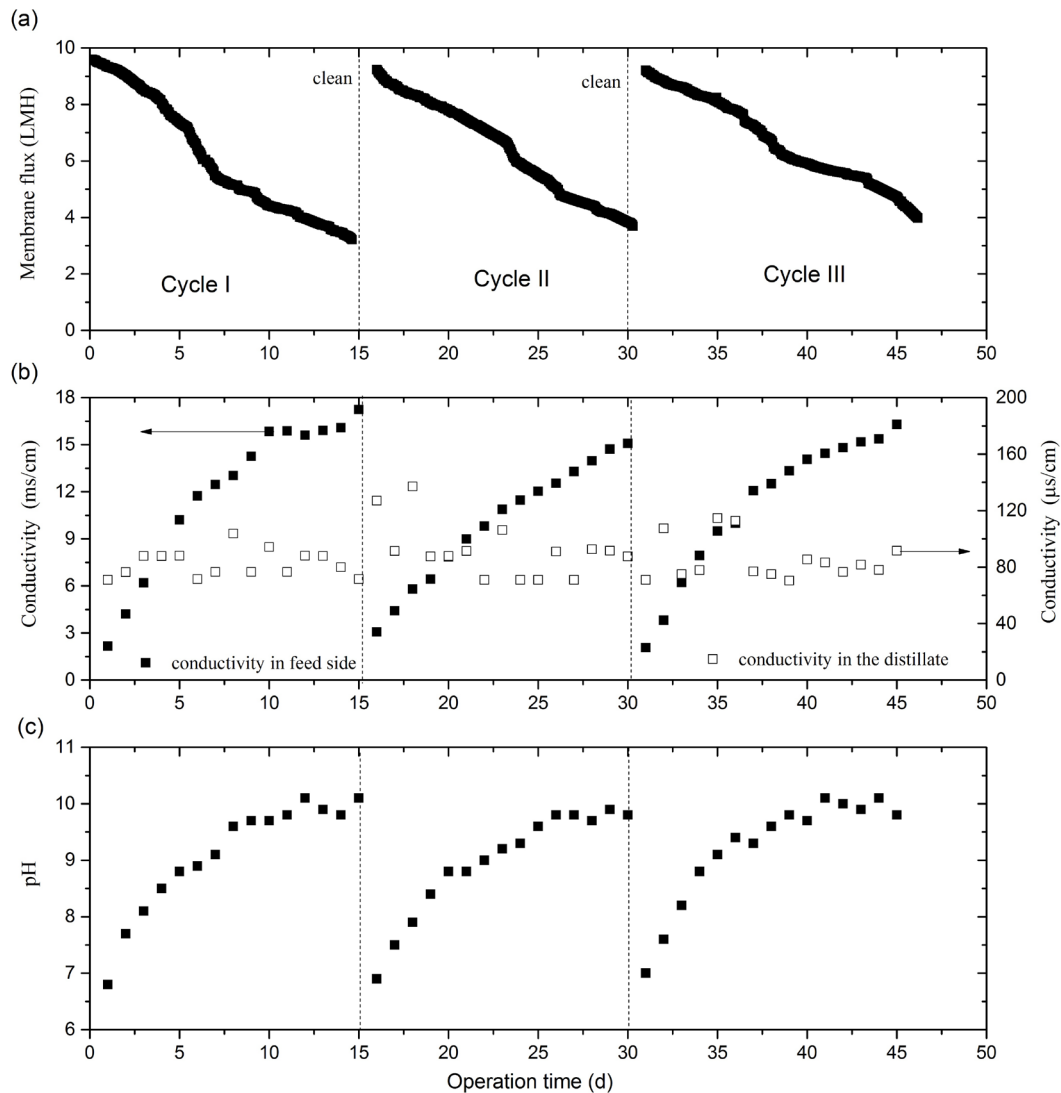 (a)
10
8
6
4
2
0
Membrane flux (LMH)
clean
clean
Cycle I
Cycle II
Cycle III
0 5 10 15 20 25 30 35 40 45 50
(b)
18
15
12
9
6
3
0
Conductivity (ms/cm)
200
160
120
80
40
0
Conductivity (μs/cm)
conductivity in feed side
conductivity in the distillate
0 5 10 15 20 25 30 35 40 45 50
(c)
11
10
9
8
7
6
pH
0 5 10 15 20 25 30 35 40 45 50
Operation time (d)